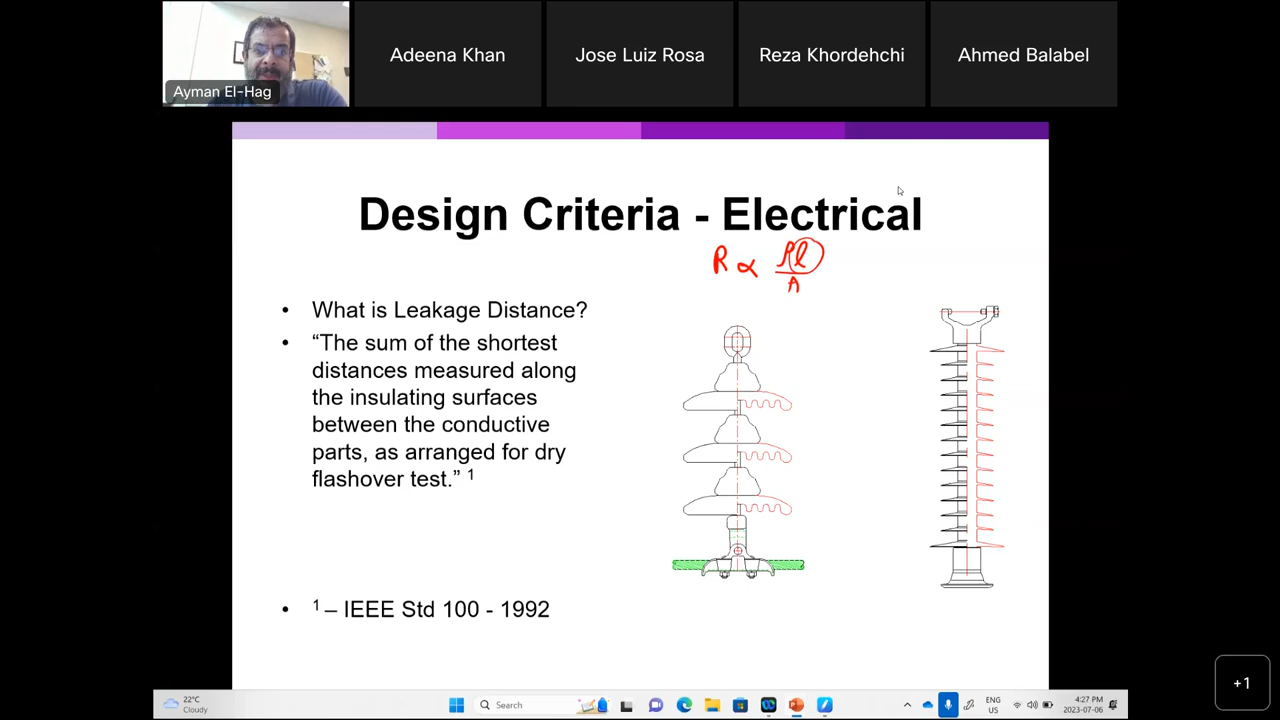 Adeena Khan
Jose Luiz Rosa
Reza Khordehchi
Ahmed Balabel
Ayman El-Hag
Design Criteria - Electrical
R ∝ ρl
A
• What is Leakage Distance?
• “The sum of the shortest
distances measured along
the insulating surfaces
between the conductive
parts, as arranged for dry
flashover test.” 1
• 1 – IEEE Std 100 - 1992
+1
22°C
Cloudy
Search
ENG
US
4:27 PM
2023-07-06